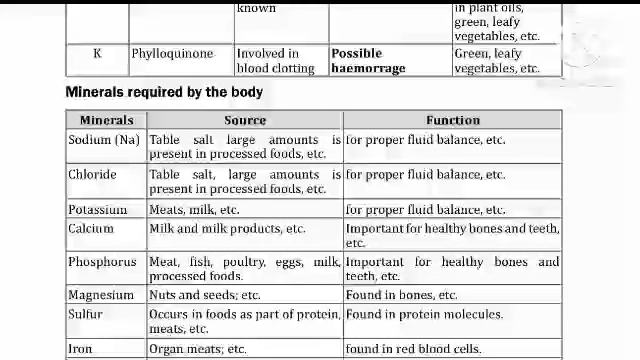 known
in plant oils,
green, leafy
vegetables, etc.
K Phylloquinone Involved in blood clotting Possible haemorrage Green, leafy vegetables, etc.
Minerals required by the body
Minerals Source Function
Sodium (Na) Table salt large amounts is present in processed foods, etc. for proper fluid balance, etc.
Chloride Table salt, large amounts is present in processed foods, etc. for proper fluid balance, etc.
Potassium Meats, milk, etc. for proper fluid balance, etc.
Calcium Milk and milk products, etc. Important for healthy bones and teeth, etc.
Phosphorus Meat, fish, poultry, eggs, milk, processed foods. Important for healthy bones and teeth, etc.
Magnesium Nuts and seeds; etc. Found in bones, etc.
Sulfur Occurs in foods as part of protein, meats, etc. Found in protein molecules.
Iron Organ meats; etc. found in red blood cells.